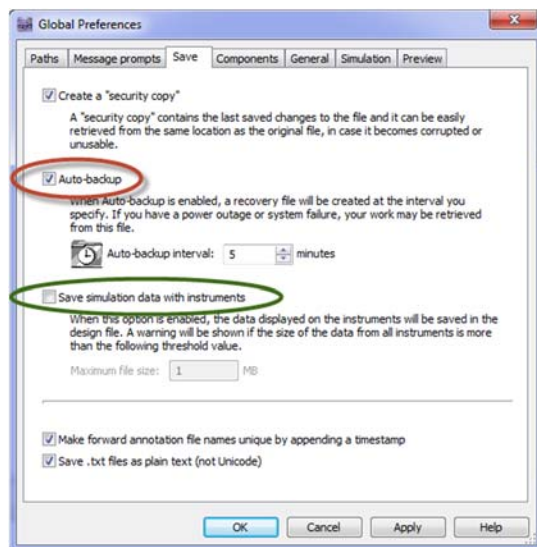 Global Preferences
Paths Message prompts Save Components General Simulation Preview
Create a "security copy"
A "security copy" contains the last saved changes to the file and it can be easily
retrieved from the same location as the original file, in case it becomes corrupted or
unusable.
Auto-backup
When Auto-backup is enabled, a recovery file will be created at the interval you
specify. If you have a power outage or system failure, your work may be retrieved
from this file.
Auto-backup interval: 5 minutes
Save simulation data with instruments
When this option is enabled, the data displayed on the instruments will be saved in the
design file. A warning will be shown if the size of the data from all instruments is more
than the following threshold value.
Maximum file size: 1 MB
Make forward annotation file names unique by appending a timestamp
Save .txt files as plain text (not Unicode)
OK Cancel Apply Help